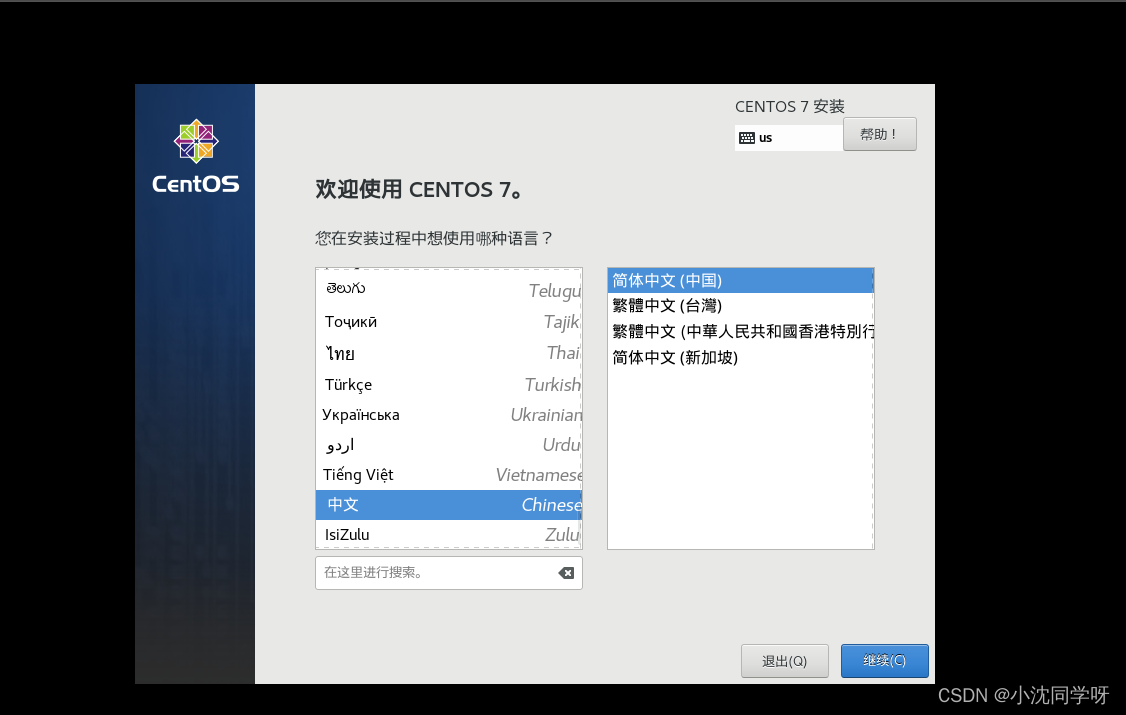 CENTOS 7 安装
us
帮助！
CentOS
欢迎使用 CENTOS 7。
您在安装过程中想使用哪种语言？
తెలుగు Telugu
Тоҷикӣ Tajik
ไทย Thai
Türkçe Turkish
Українська Ukrainian
اردو Urdu
Tiếng Việt Vietnamese
中文 Chinese
IsiZulu Zulu
简体中文 (中国)
繁體中文 (台灣)
繁體中文 (中華人民共和國香港特別行
简体中文 (新加坡)
在这里进行搜索。
退出(Q)
继续(C)
CSDN @小沈同学呀